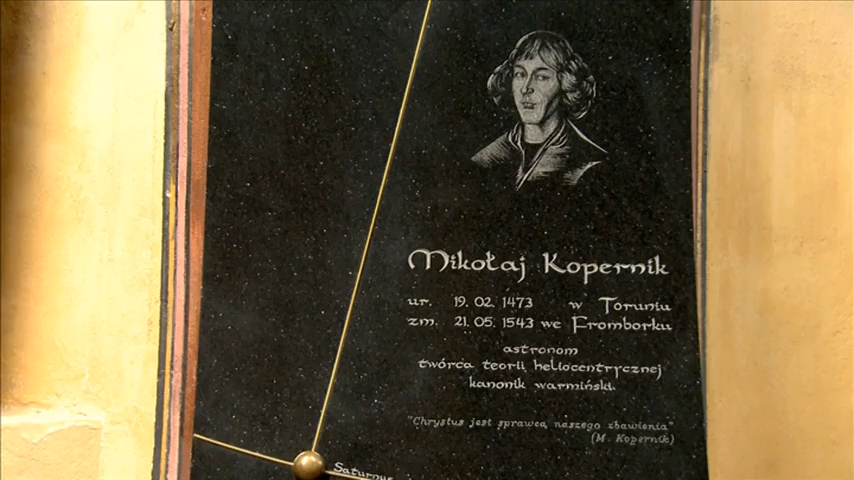 Mikołaj Kopernik
ur. 19. 02. 1473 w Toruniu
zm. 21. 05. 1543 we Fromborku
astronom
twórca teorii heliocentrycznej
kanonik warmiński.
"Chrystus jest sprawcą naszego zbawienia"
(M. Kopernik)
Saturnus